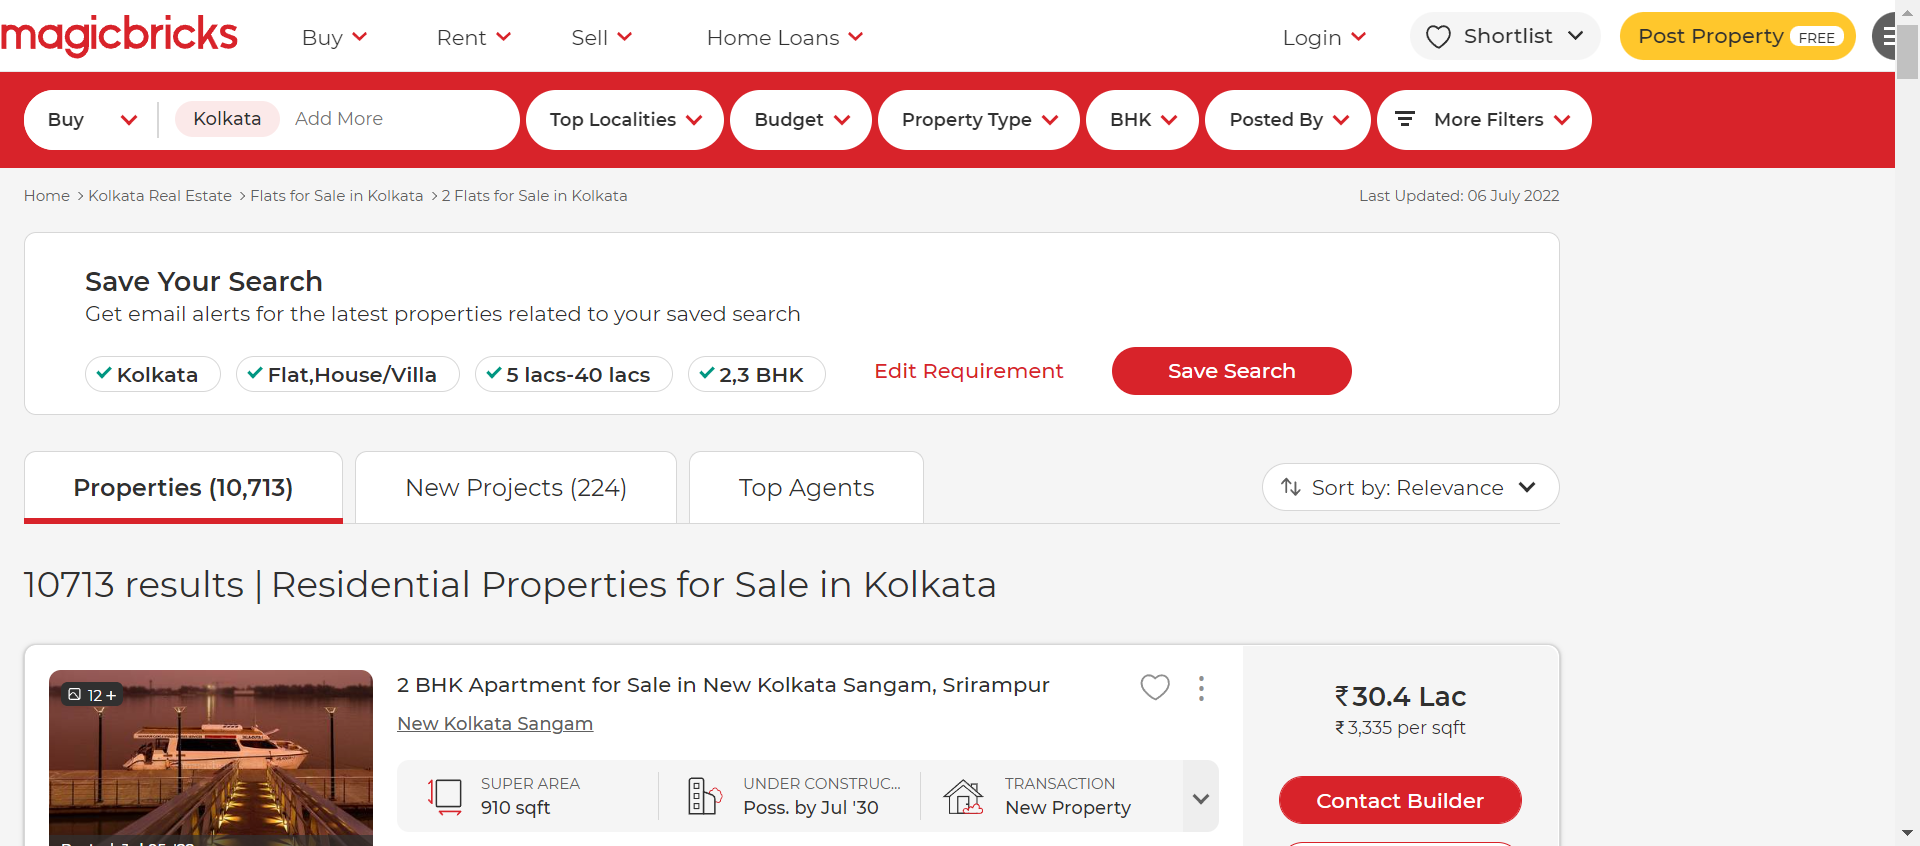 magicbricks
Buy
Rent
Sell
Home Loans
Login
Shortlist
Post Property FREE
Buy
Kolkata
Add More
Top Localities
Budget
Property Type
BHK
Posted By
More Filters
Home > Kolkata Real Estate > Flats for Sale in Kolkata > 2 Flats for Sale in Kolkata
Last Updated: 06 July 2022
Save Your Search
Get email alerts for the latest properties related to your saved search
Kolkata
Flat,House/Villa
5 lacs-40 lacs
2,3 BHK
Edit Requirement
Save Search
Properties (10,713)
New Projects (224)
Top Agents
Sort by: Relevance
10713 results | Residential Properties for Sale in Kolkata
12+
2 BHK Apartment for Sale in New Kolkata Sangam, Srirampur
New Kolkata Sangam
SUPER AREA
910 sqft
UNDER CONSTRUC...
Poss. by Jul '30
TRANSACTION
New Property
₹30.4 Lac
₹3,335 per sqft
Contact Builder